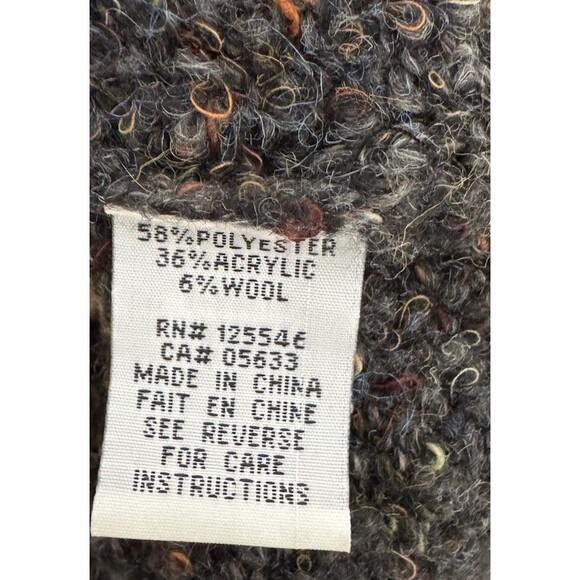 58%POLYESTER
36%ACRYLIC
6%WOOL
RN# 125546
CA# 05633
MADE IN CHINA
FAIT EN CHINE
SEE REVERSE
FOR CARE
INSTRUCTIONS